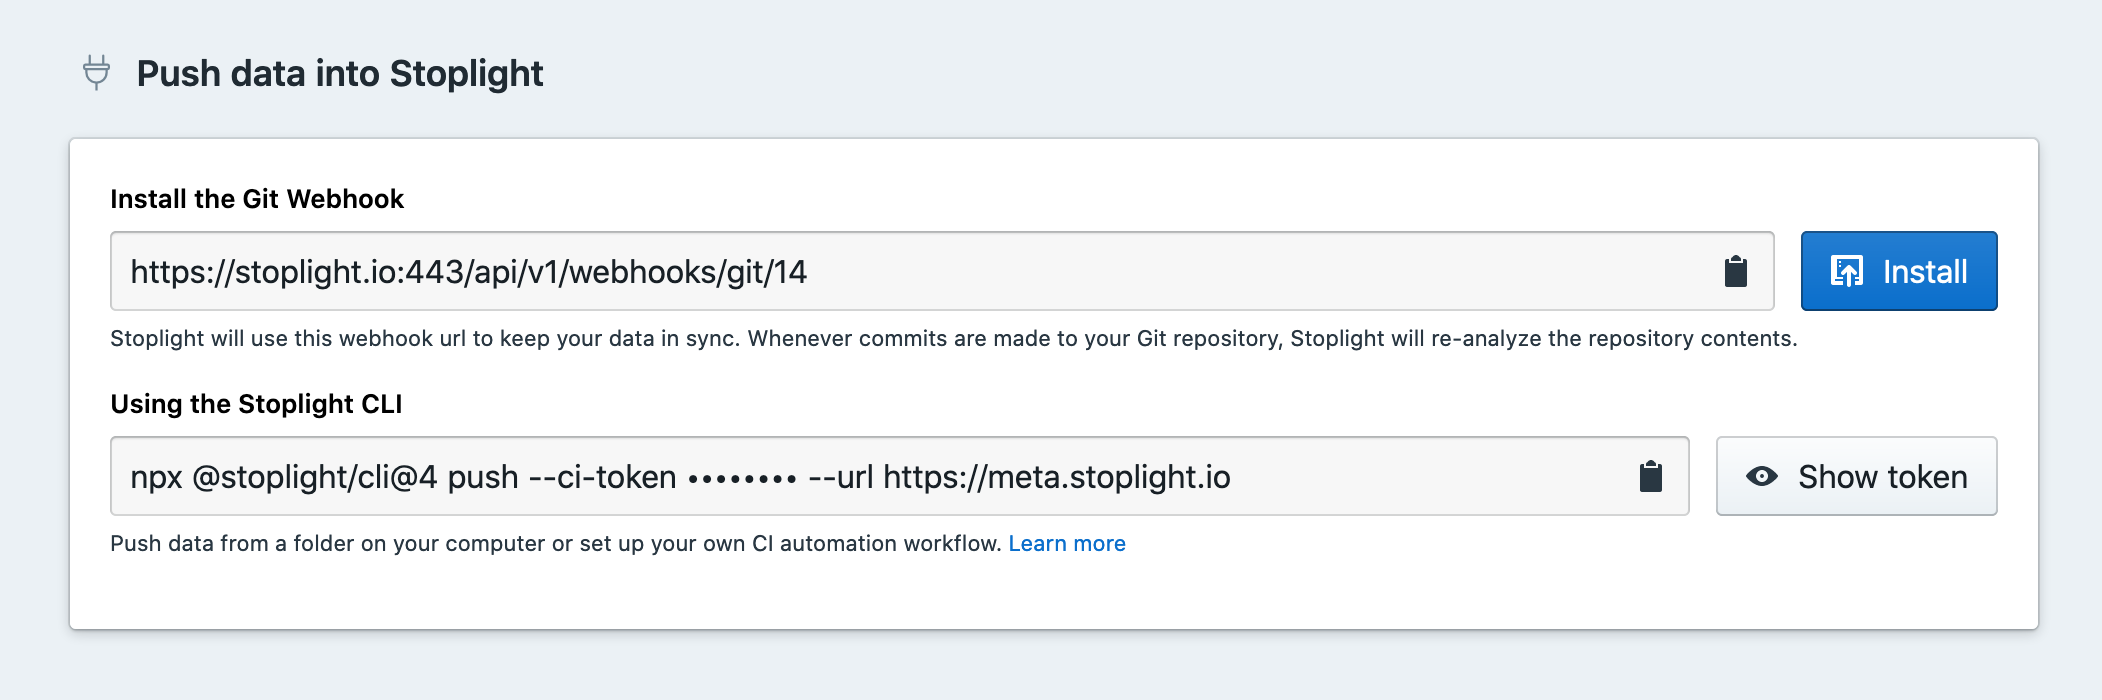 Push data into Stoplight
Install the Git Webhook
https://stoplight.io:443/api/v1/webhooks/git/14
Install
Stoplight will use this webhook url to keep your data in sync. Whenever commits are made to your Git repository, Stoplight will re-analyze the repository contents.
Using the Stoplight CLI
npx @stoplight/cli@4 push --ci-token •••••••• --url https://meta.stoplight.io
Show token
Push data from a folder on your computer or set up your own CI automation workflow. Learn more